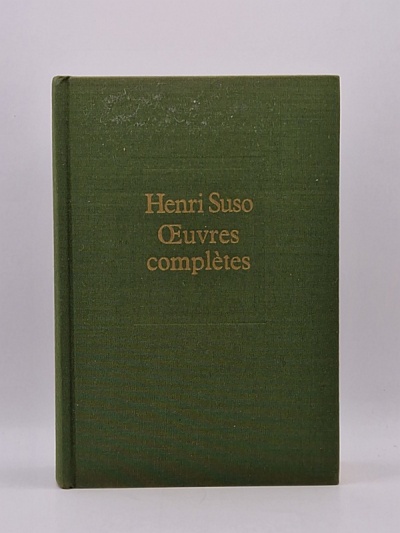 Henri Suso
Œuvres
complètes